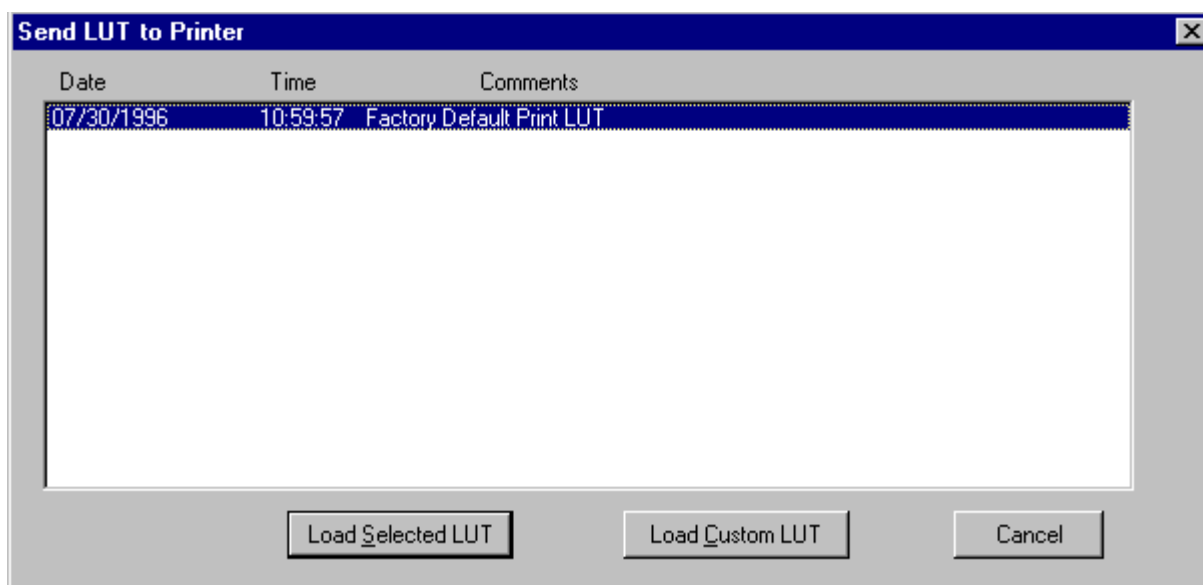 Send LUT to Printer
Date Time Comments
07/30/1996 10:59:57 Factory Default Print LUT
Load Selected LUT Load Custom LUT Cancel